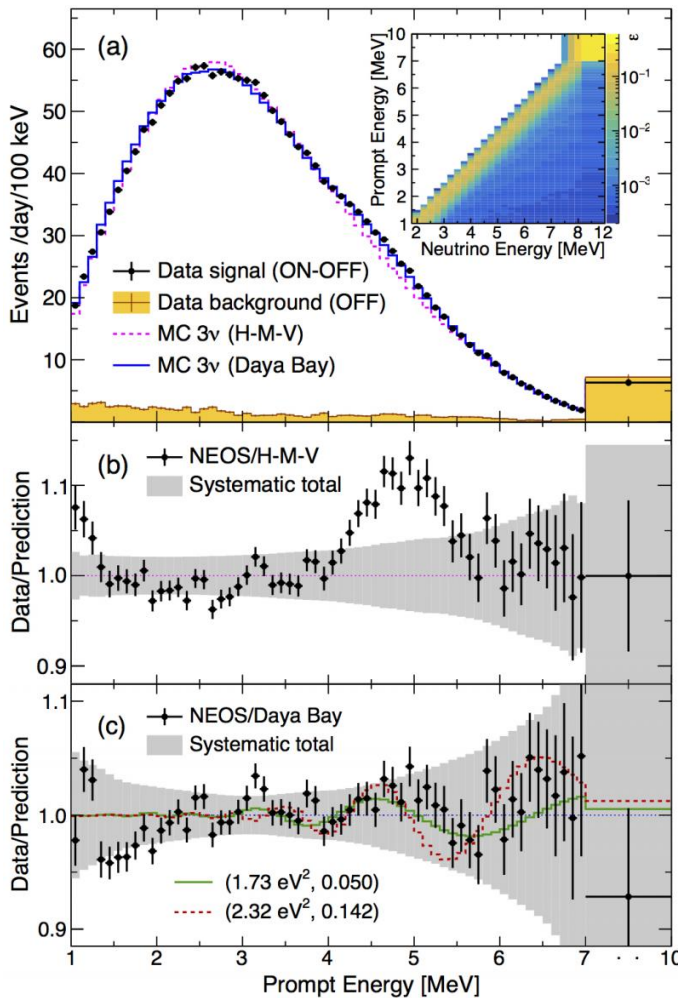 (a)
Events /day/100 keV
60
50
40
30
20
10
Data signal (ON-OFF)
Data background (OFF)
MC 3ν (H-M-V)
MC 3ν (Daya Bay)
Prompt Energy [MeV]
10
7
6
5
4
3
2
1
2 3 4 5 6 7 8 12
Neutrino Energy [MeV]
ε
10⁻¹
10⁻²
10⁻³
(b)
Data/Prediction
1.1
1.0
0.9
NEOS/H-M-V
Systematic total
(c)
Data/Prediction
1.1
1.0
0.9
NEOS/Daya Bay
Systematic total
(1.73 eV², 0.050)
(2.32 eV², 0.142)
1 2 3 4 5 6 7 · · 10
Prompt Energy [MeV]